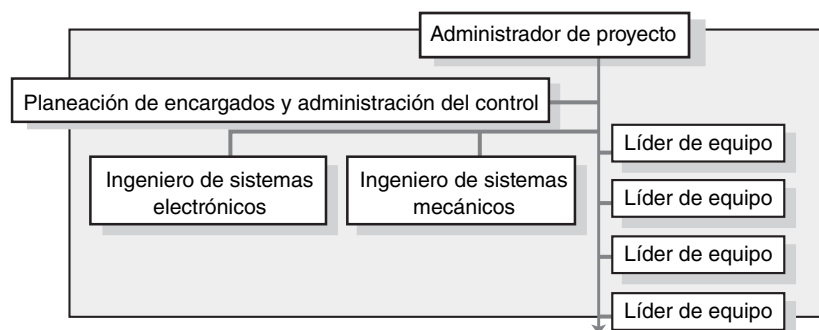 Administrador de proyecto
Planeación de encargados y administración del control
Líder de equipo
Ingeniero de sistemas
electrónicos
Ingeniero de sistemas
mecánicos
Líder de equipo
Líder de equipo
Líder de equipo